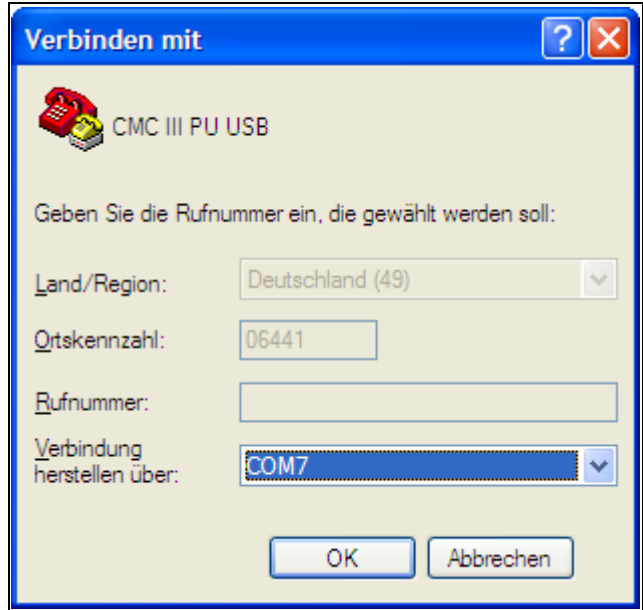 Verbinden mit
CMC III PU USB
Geben Sie die Rufnummer ein, die gewählt werden soll:
Land/Region: Deutschland (49)
Ortskennzahl: 06441
Rufnummer:
Verbindung
herstellen über: COM7
OK Abbrechen